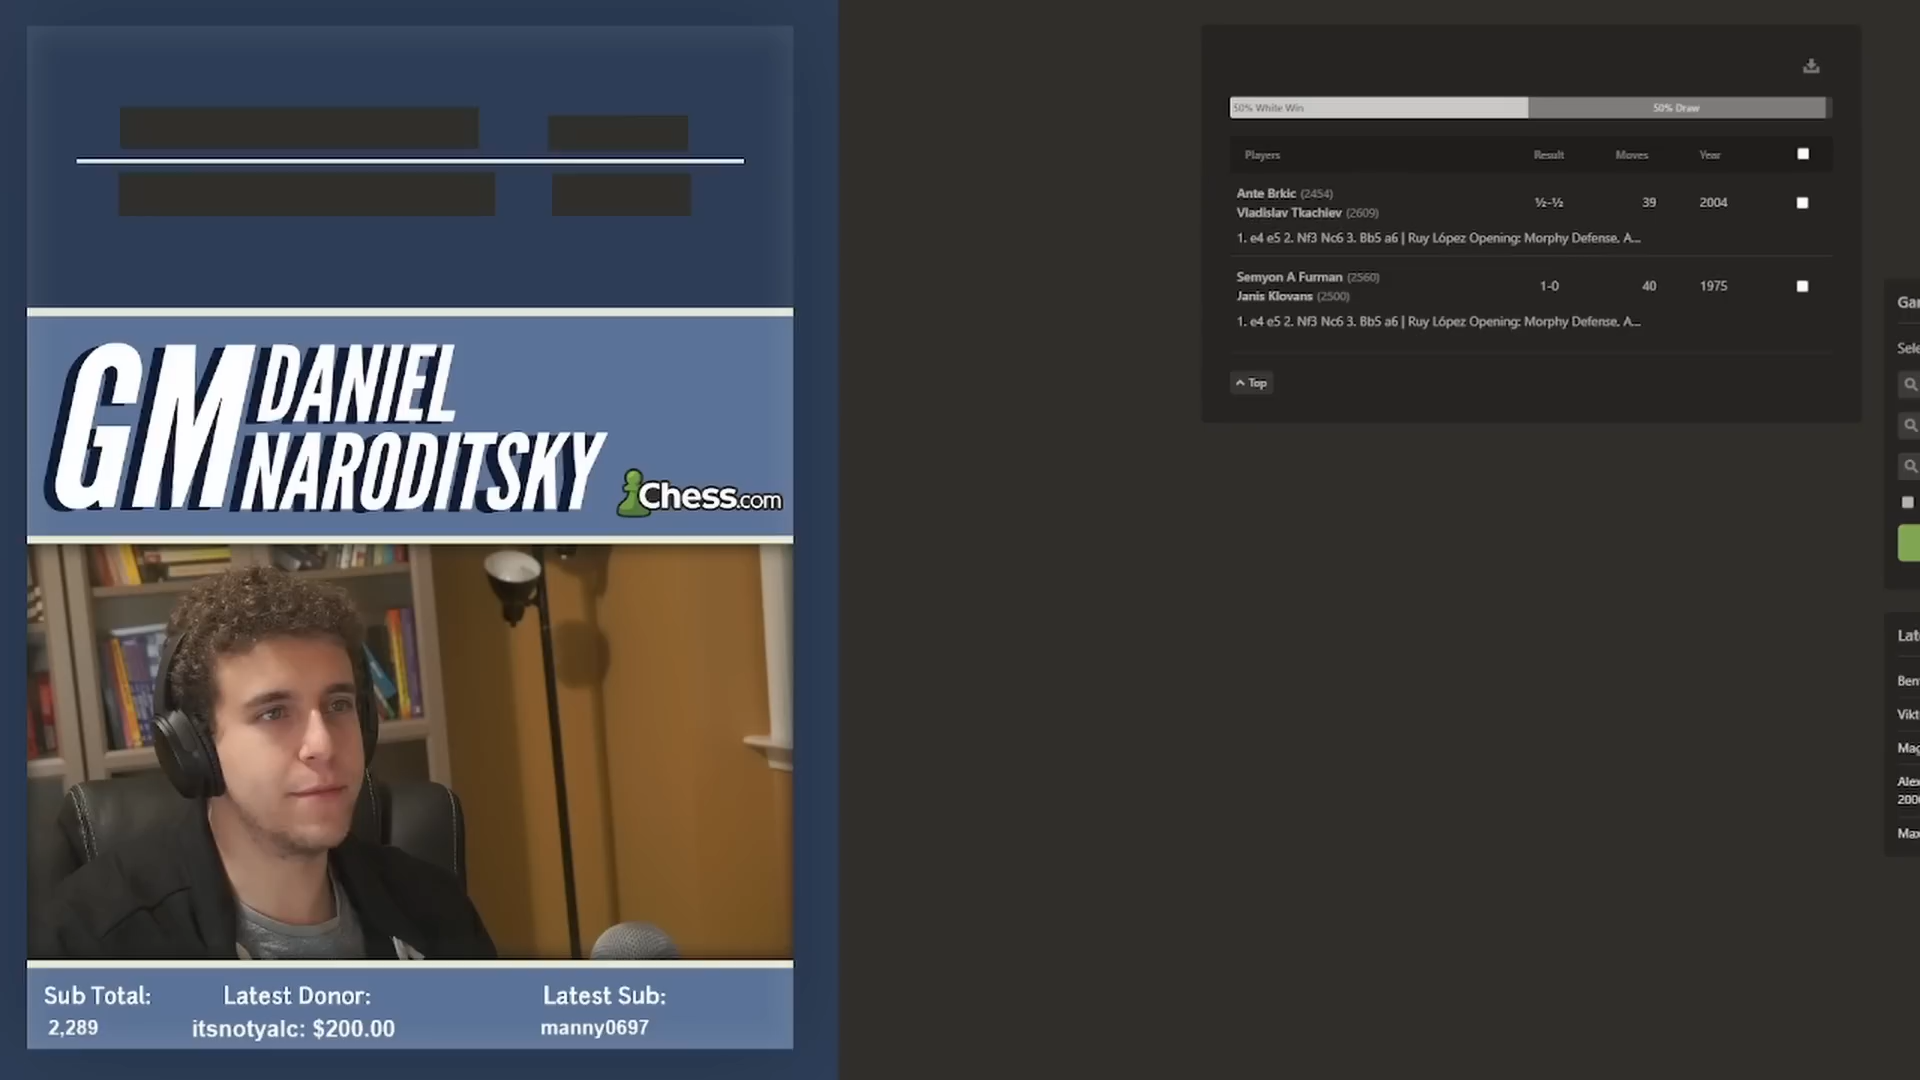 GM DANIEL
NARODITSKY
Chess.com
Sub Total:
2,289
Latest Donor:
itsnotyalc: $200.00
Latest Sub:
manny0697
50% White Win
50% Draw
Players Result Moves Year
Ante Brkic (2454)
Vladislav Tkachiev (2609)
½-½ 39 2004
1. e4 e5 2. Nf3 Nc6 3. Bb5 a6 | Ruy López Opening: Morphy Defense, A...
Semyon A Furman (2560)
Janis Klovans (2500)
1-0 40 1975
1. e4 e5 2. Nf3 Nc6 3. Bb5 a6 | Ruy López Opening: Morphy Defense, A...
Top